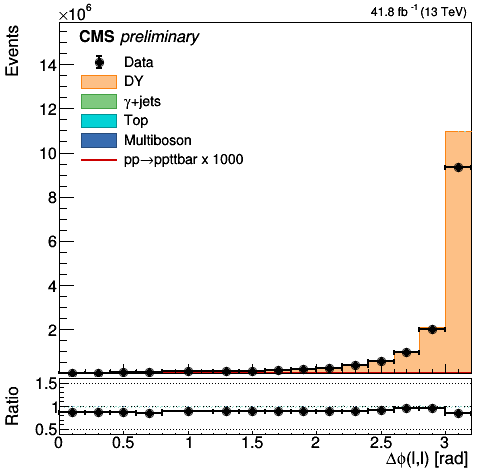 ×10⁶
41.8 fb⁻¹ (13 TeV)
Events
CMS preliminary
Data
DY
γ+jets
Top
Multiboson
pp→ppttbar x 1000
14
12
10
8
6
4
2
Ratio
1.5
1
0.5
0 0.5 1 1.5 2 2.5 3
Δϕ(l,l) [rad]